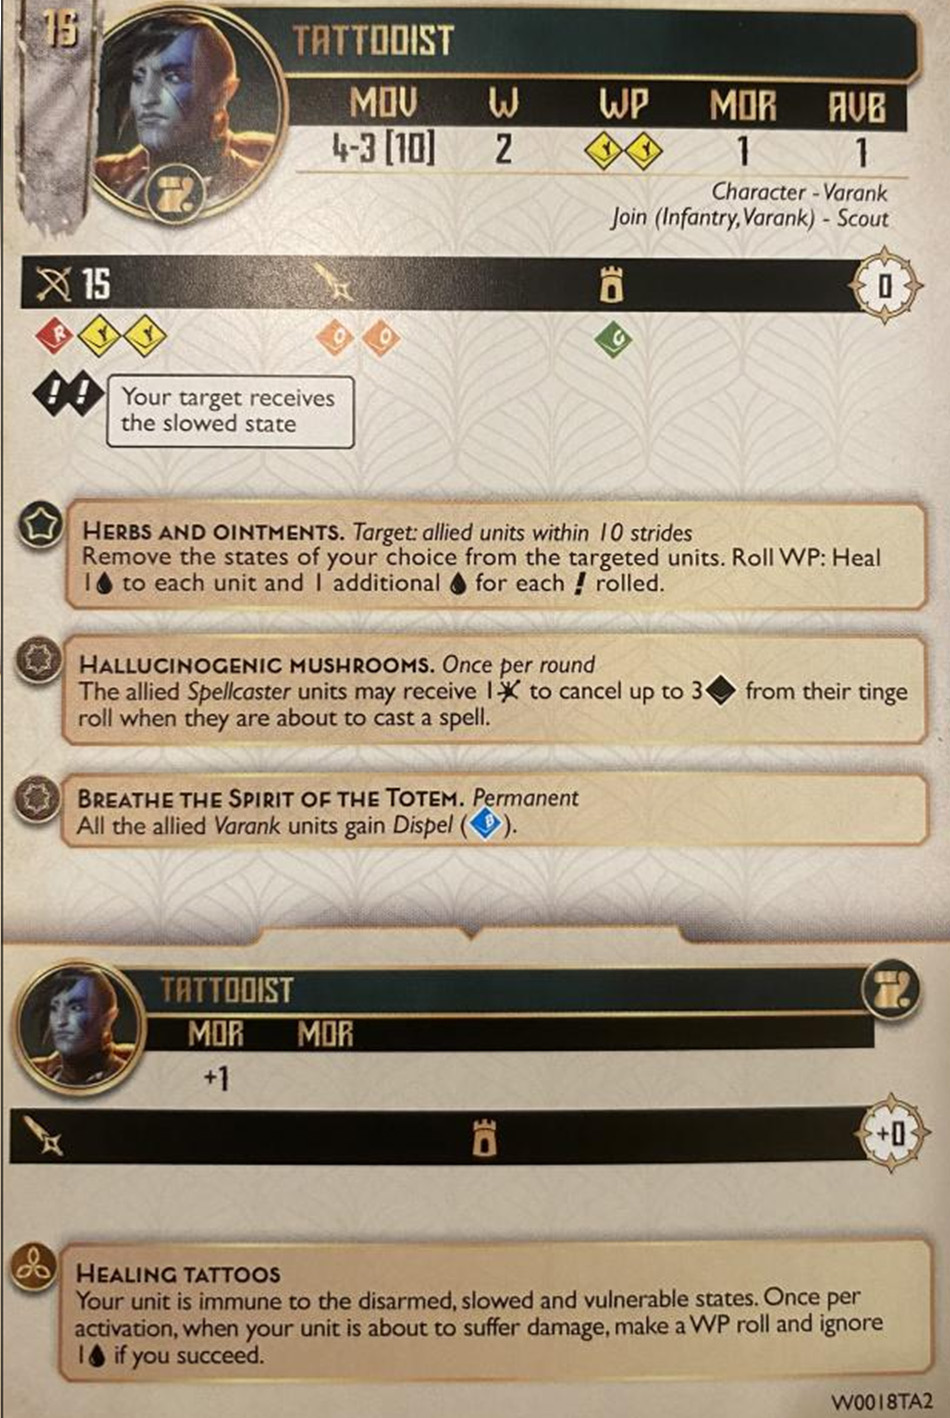 15
TATTOOIST
MOV W WP MOR AVB
4-3 [10] 2 Y Y 1 1
Character - Varank
Join (Infantry, Varank) - Scout
15 0
R Y Y O O G
! ! Your target receives
the slowed state
HERBS AND OINTMENTS. Target: allied units within 10 strides
Remove the states of your choice from the targeted units. Roll WP: Heal
1 to each unit and 1 additional for each ! rolled.
HALLUCINOGENIC MUSHROOMS. Once per round
The allied Spellcaster units may receive 1 to cancel up to 3 from their tinge
roll when they are about to cast a spell.
BREATHE THE SPIRIT OF THE TOTEM. Permanent
All the allied Varank units gain Dispel (B).
TATTOOIST
MOR MOR
+1
+0
HEALING TATTOOS
Your unit is immune to the disarmed, slowed and vulnerable states. Once per
activation, when your unit is about to suffer damage, make a WP roll and ignore
1 if you succeed.
W0018TA2